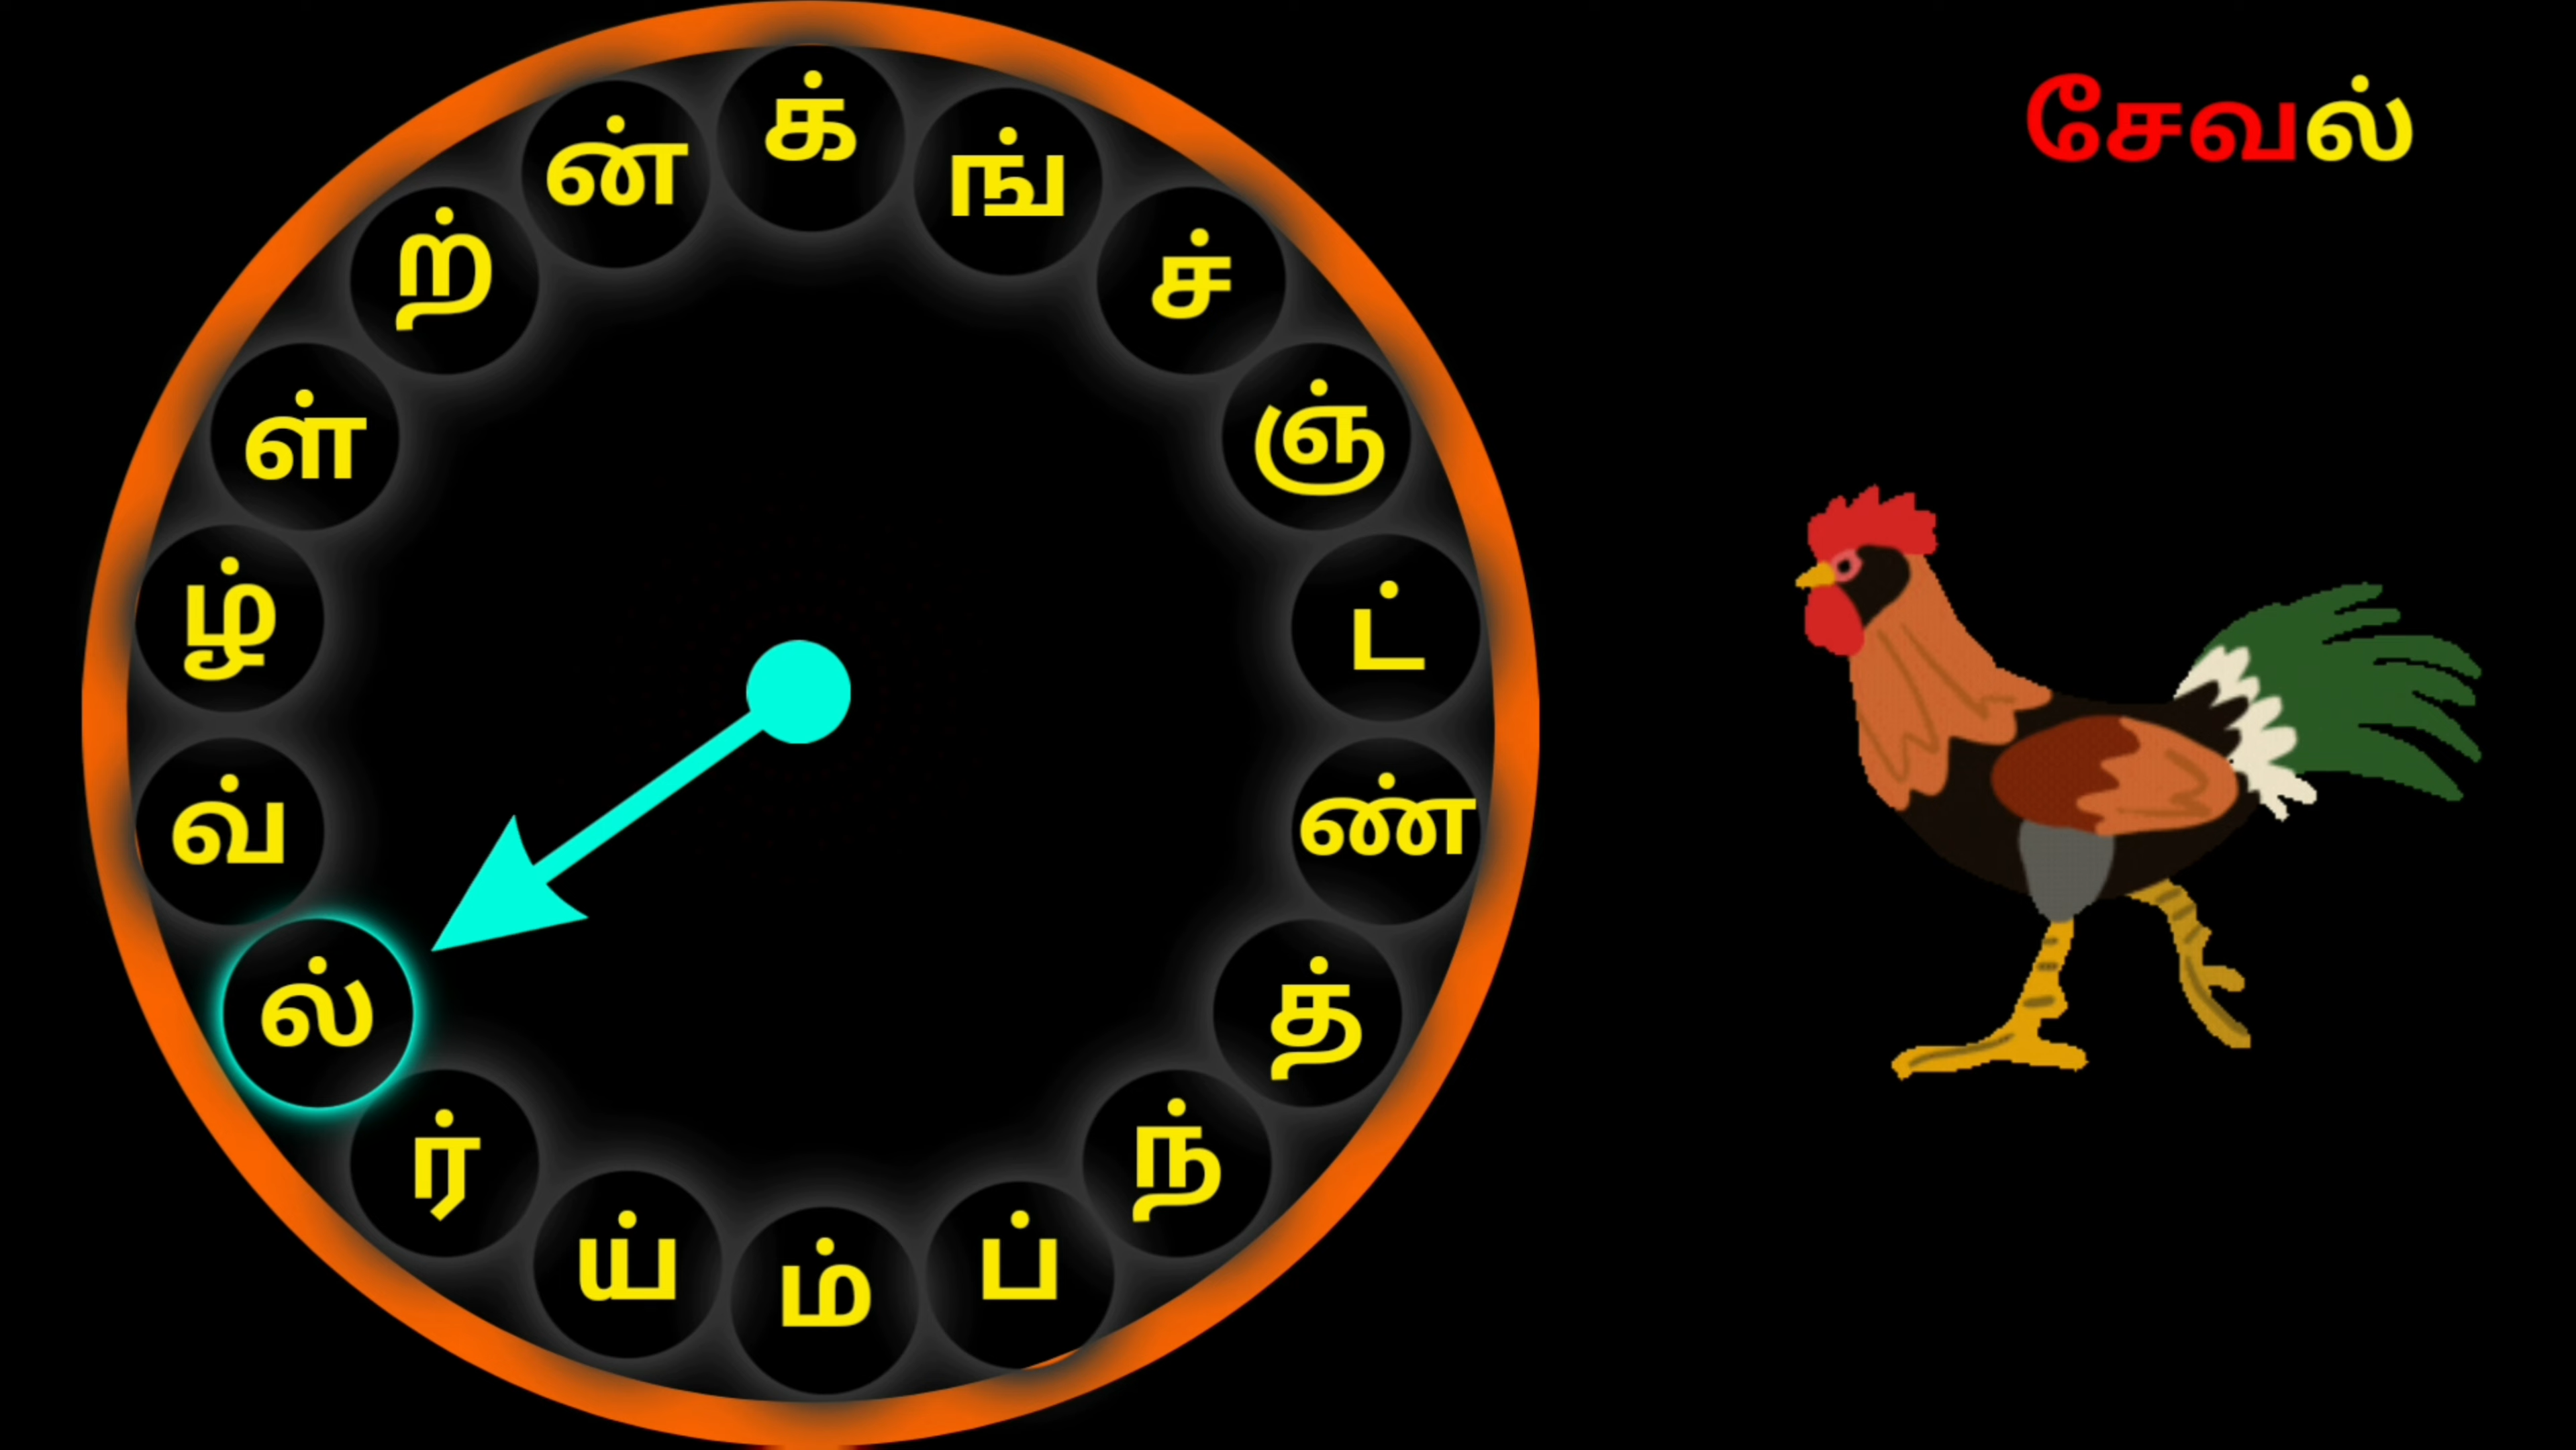 க்
ங்
ச்
ஞ்
ட்
ண்
த்
ந்
ப்
ம்
ய்
ர்
ல்
வ்
ழ்
ள்
ற்
ன்
சேவல்